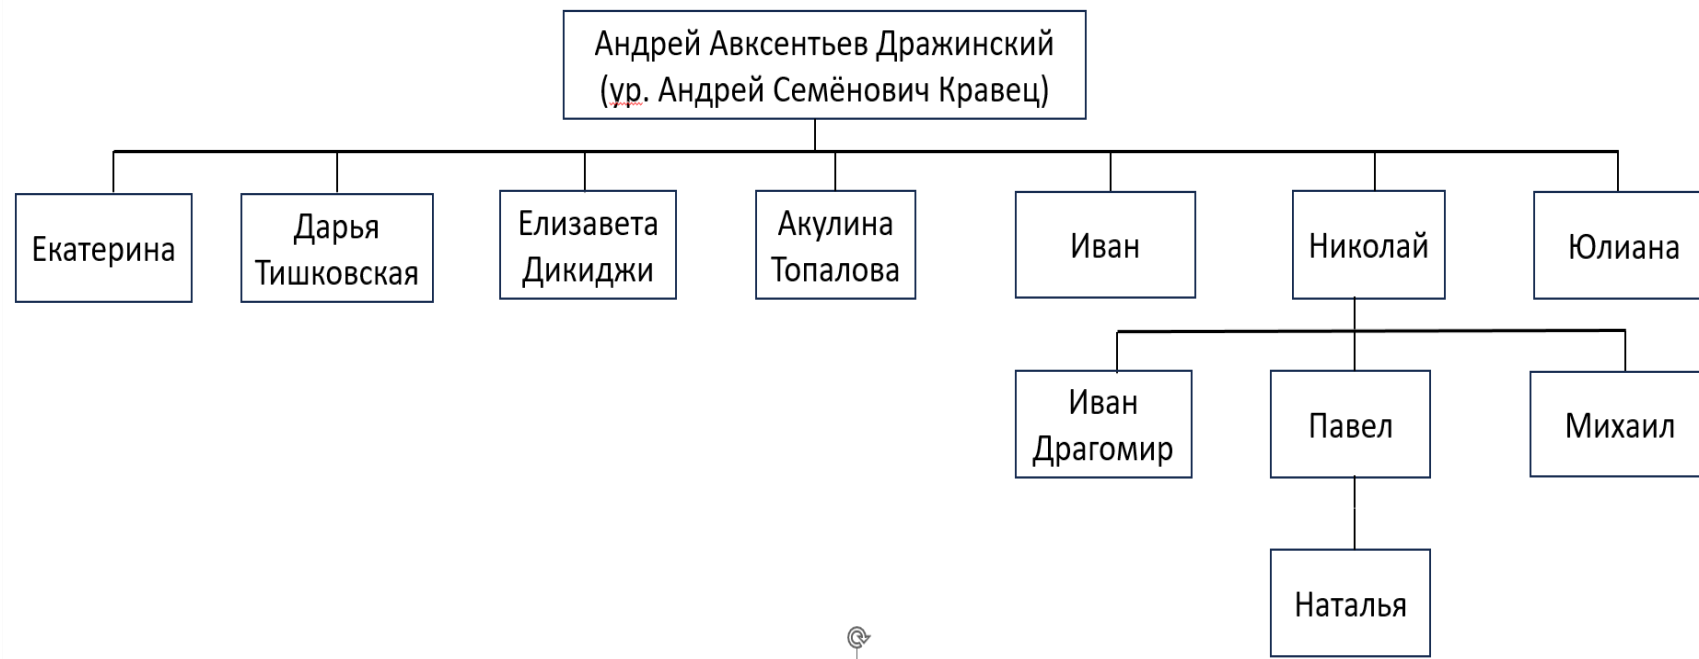 Андрей Авксентьев Дражинский
(ур. Андрей Семёнович Кравец)
Екатерина
Дарья
Тишковская
Елизавета
Дикиджи
Акулина
Топалова
Иван
Николай
Юлиана
Иван
Драгомир
Павел
Михаил
Наталья